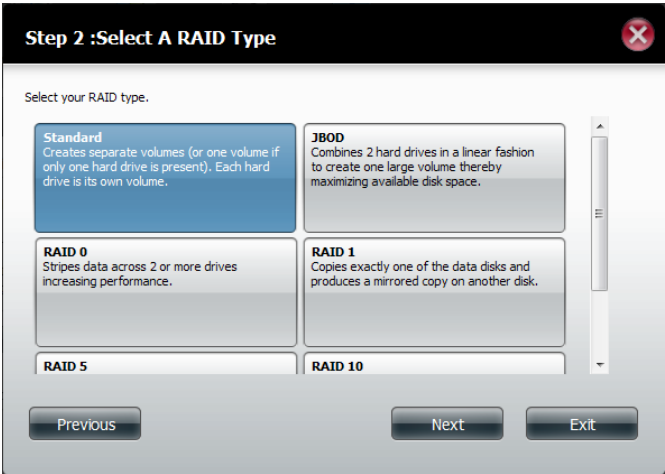 Step 2 :Select A RAID Type
Select your RAID type.
Standard
Creates separate volumes (or one volume if
only one hard drive is present). Each hard
drive is its own volume.
JBOD
Combines 2 hard drives in a linear fashion
to create one large volume thereby
maximizing available disk space.
RAID 0
Stripes data across 2 or more drives
increasing performance.
RAID 1
Copies exactly one of the data disks and
produces a mirrored copy on another disk.
RAID 5
RAID 10
Previous
Next
Exit